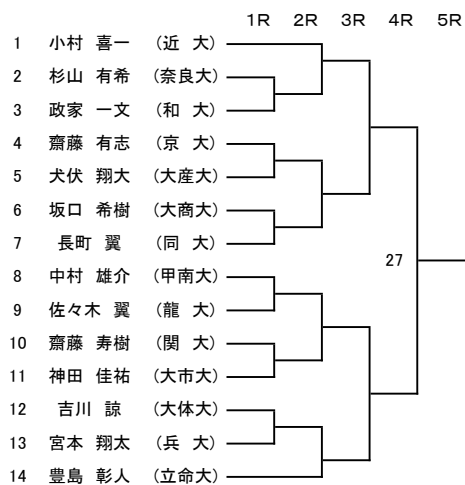 1R 2R 3R 4R 5R
1 小村 喜一 (近 大)
2 杉山 有希 (奈良大)
3 政家 一文 (和 大)
4 齋藤 有志 (京 大)
5 犬伏 翔大 (大産大)
6 坂口 希樹 (大商大)
7 長町 翼 (同 大)
27
8 中村 雄介 (甲南大)
9 佐々木 翼 (龍 大)
10 齋藤 寿樹 (関 大)
11 神田 佳祐 (大市大)
12 吉川 諒 (大体大)
13 宮本 翔太 (兵 大)
14 豊島 彰人 (立命大)